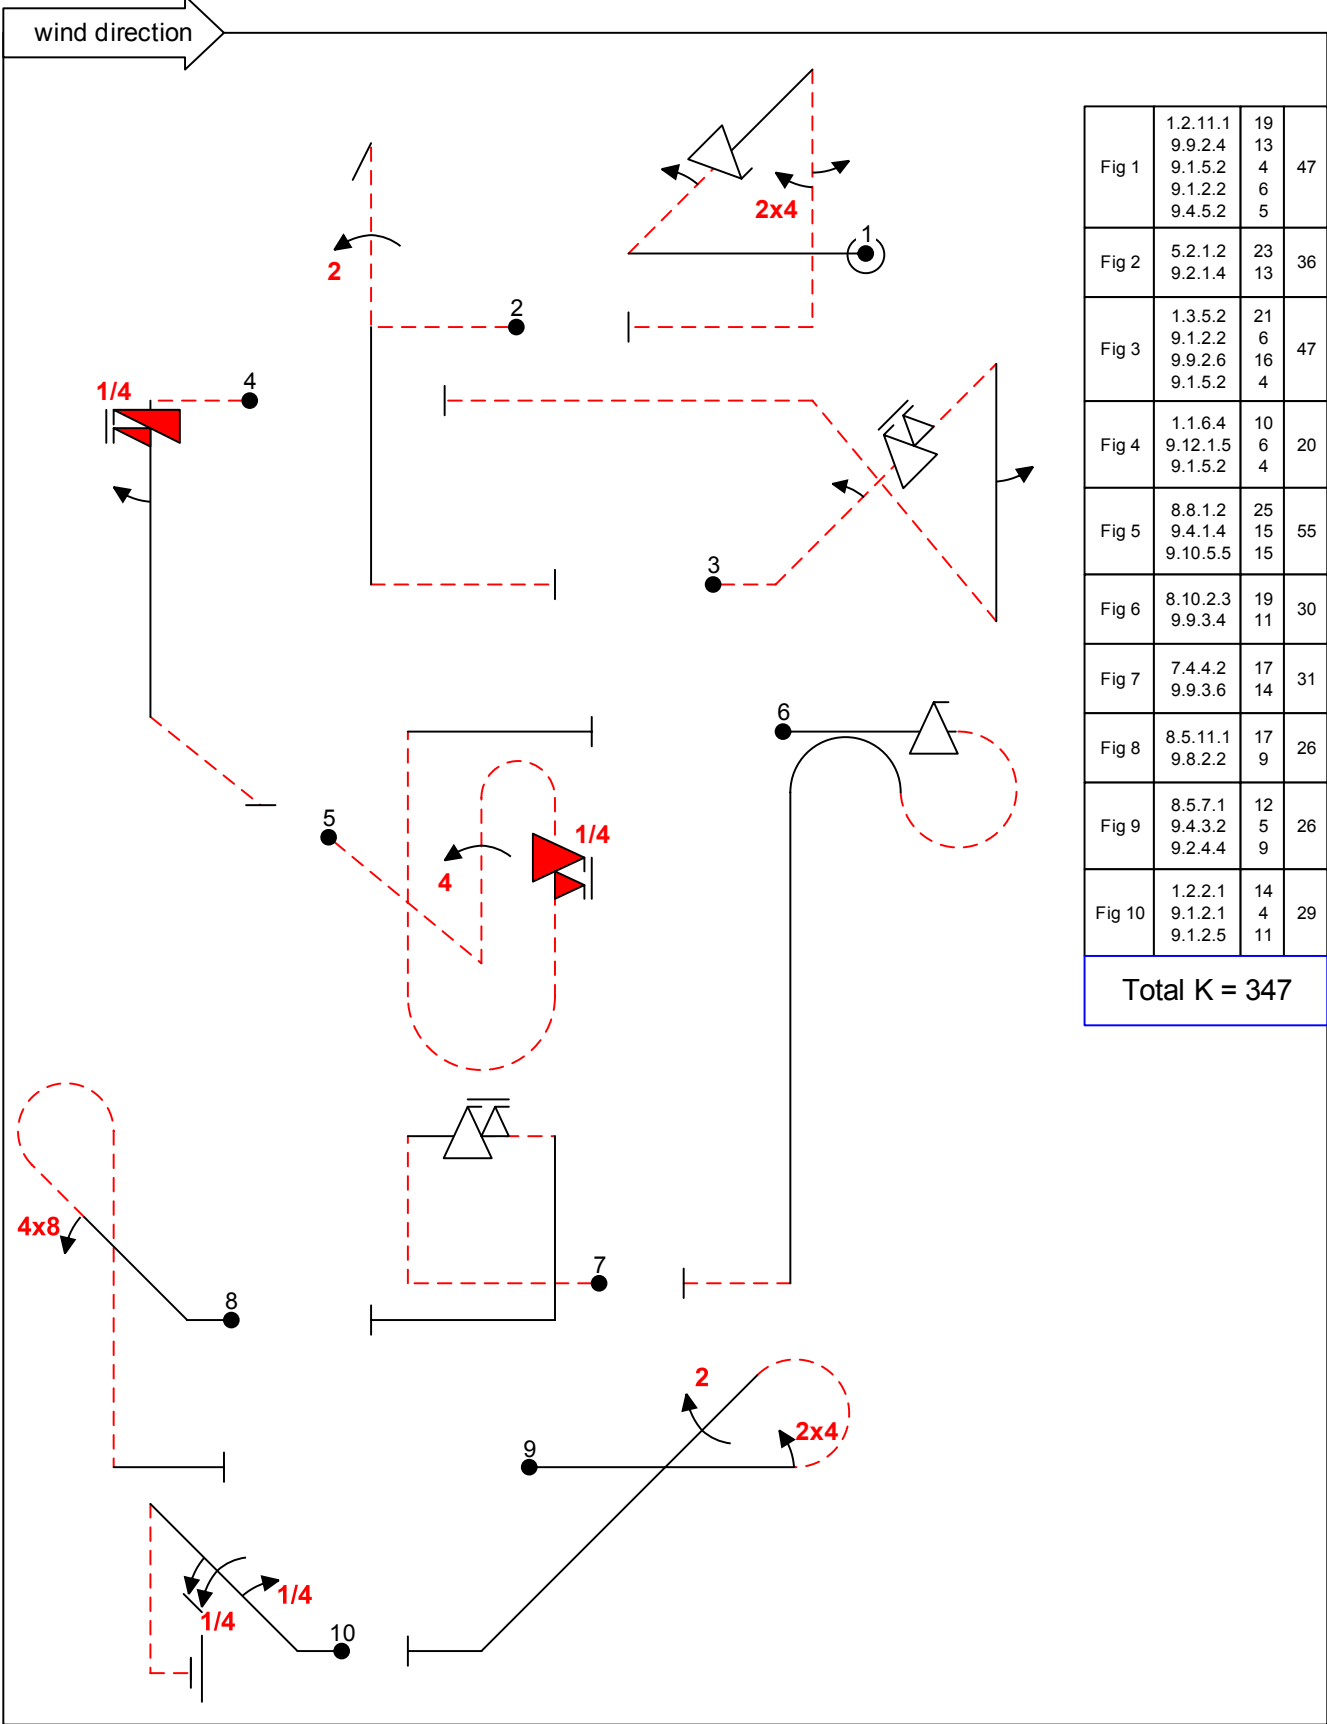 wind direction
2x4
1
2
2
1/4
4
3
6
5
1/4
4
4x8
7
8
2
2x4
9
1/4
1/4
10
Fig 1 1.2.11.1 19 47
9.9.2.4 13
9.1.5.2 4
9.1.2.2 6
9.4.5.2 5
Fig 2 5.2.1.2 23 36
9.2.1.4 13
Fig 3 1.3.5.2 21 47
9.1.2.2 6
9.9.2.6 16
9.1.5.2 4
Fig 4 1.1.6.4 10 20
9.12.1.5 6
9.1.5.2 4
Fig 5 8.8.1.2 25 55
9.4.1.4 15
9.10.5.5 15
Fig 6 8.10.2.3 19 30
9.9.3.4 11
Fig 7 7.4.4.2 17 31
9.9.3.6 14
Fig 8 8.5.11.1 17 26
9.8.2.2 9
Fig 9 8.5.7.1 12 26
9.4.3.2 5
9.2.4.4 9
Fig 10 1.2.2.1 14 29
9.1.2.1 4
9.1.2.5 11
Total K = 347